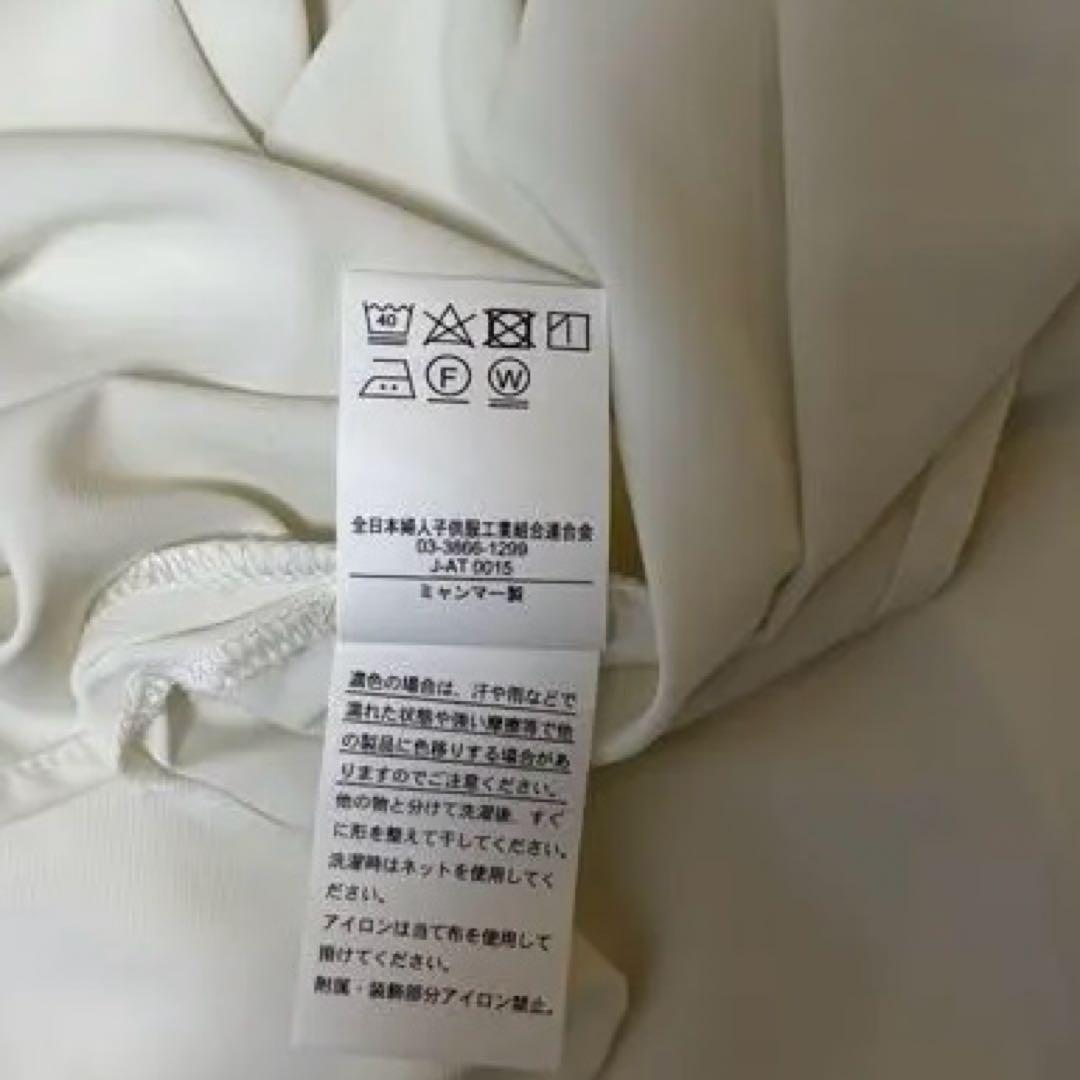 40
F
W
全日本婦人子供服工業組合連合会
03-3866-1299
J-AT 0015
ミャンマー製
濃色の場合は、汗や雨などで
濡れた状態や強い摩擦等で他
の製品に色移りする場合があ
りますのでご注意ください。
他の物と分けて洗濯後、すぐ
に形を整えて干してください。
洗濯時はネットを使用してく
ださい。
アイロンは当て布を使用して
掛けてください。
附属・装飾部分アイロン禁止。